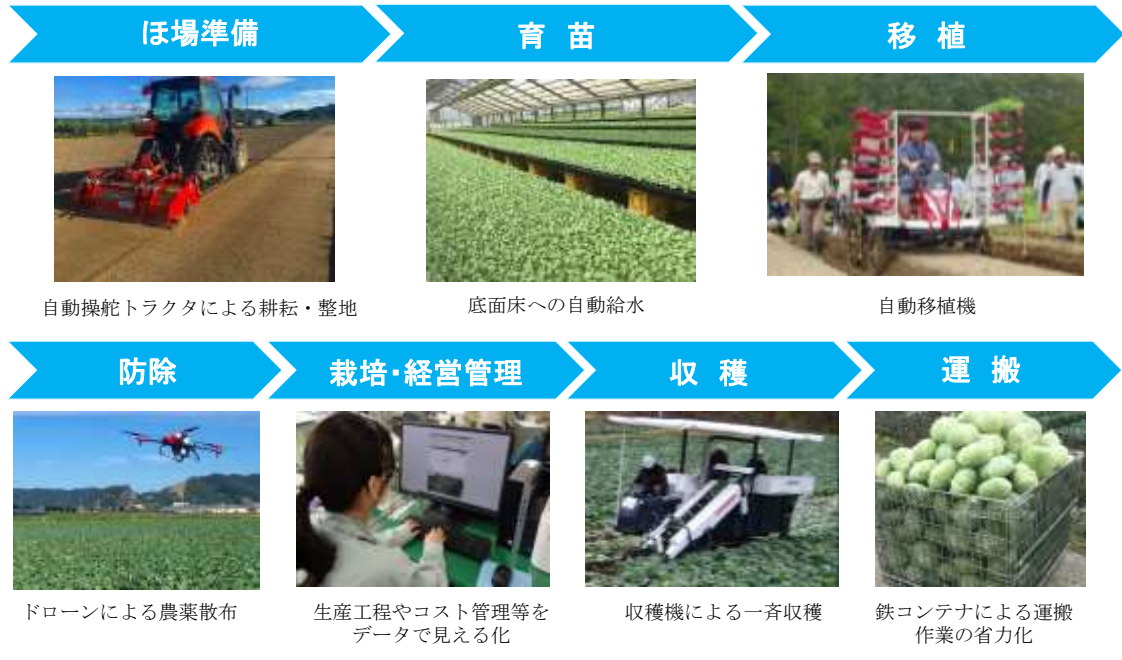 ほ場準備
育 苗
移 植
自動操舵トラクタによる耕耘・整地
底面床への自動給水
自動移植機
防除
栽培・経営管理
収 穫
運 搬
ドローンによる農薬散布
生産工程やコスト管理等を
データで見える化
収穫機による一斉収穫
鉄コンテナによる運搬
作業の省力化